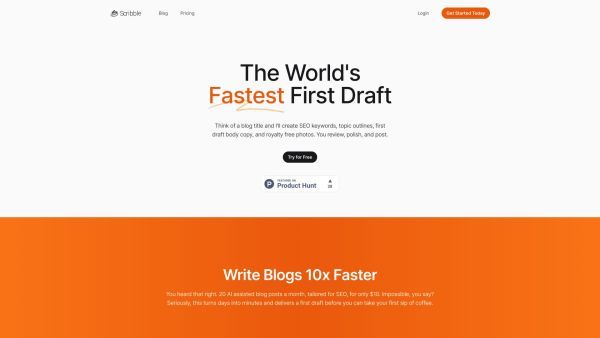 Scribble
Blog
Pricing
Login
Get Started Today
The World's
Fastest First Draft
Think of a blog title and I'll create SEO keywords, topic outlines, first
draft body copy, and royalty free photos. You review, polish, and post.
Try for Free
FEATURED ON
Product Hunt
Write Blogs 10x Faster
You heard that right. 20 AI assisted blog posts a month, tailored for SEO, for only $10. Impossible, you say?
Seriously, this turns days into minutes and delivers a first draft before you can take your first sip of coffee.